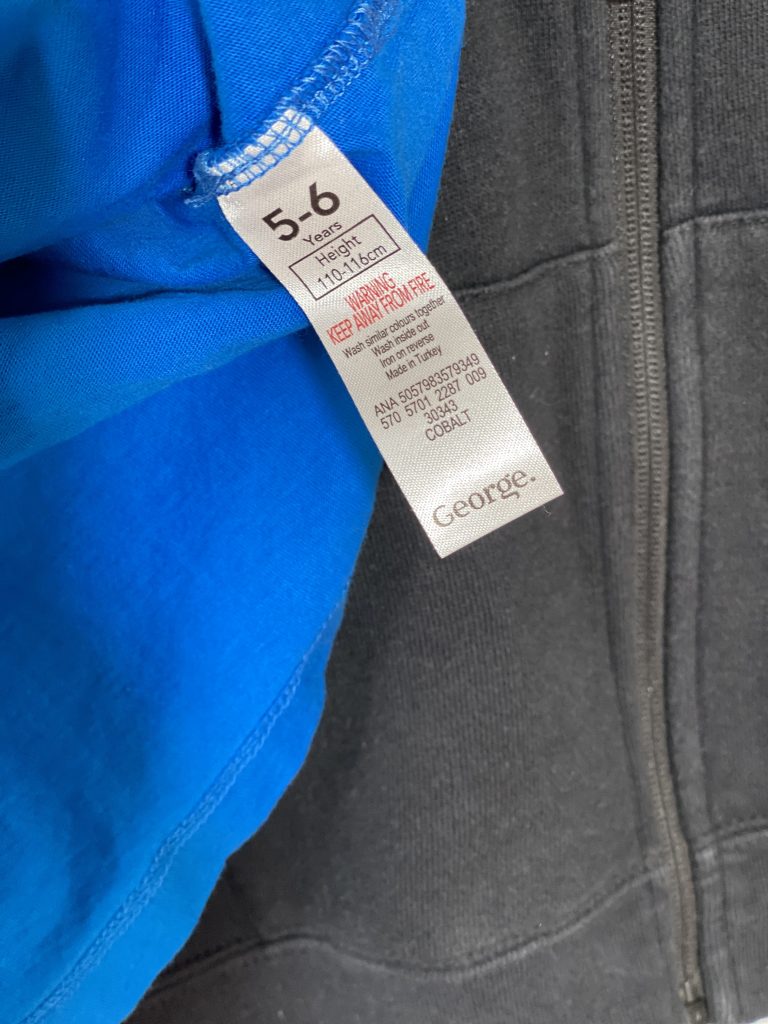 5-6
Years
Height
110-116cm
WARNING
KEEP AWAY FROM FIRE
Wash similar colours together
Wash inside out
Iron on reverse
Made in Turkey
ANA 5057983579349
570 5701 2287 009
30343
COBALT
George.